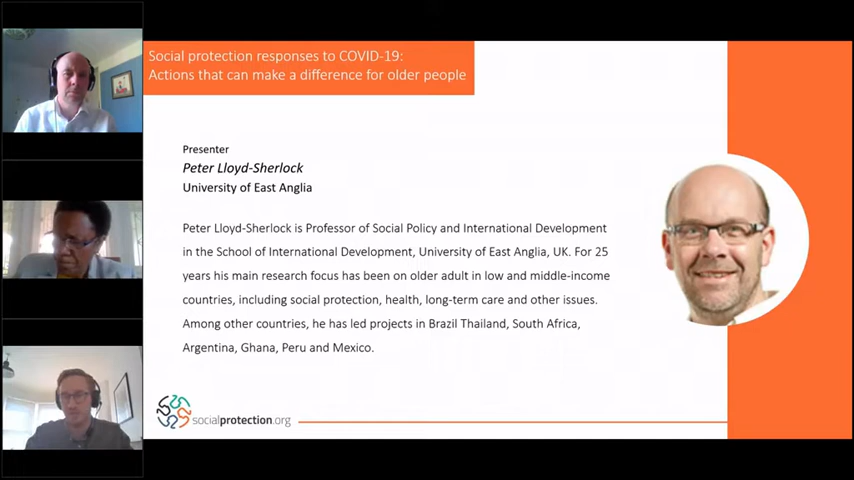 Social protection responses to COVID-19:
Actions that can make a difference for older people
Presenter
Peter Lloyd-Sherlock
University of East Anglia
Peter Lloyd-Sherlock is Professor of Social Policy and International Development
in the School of International Development, University of East Anglia, UK. For 25
years his main research focus has been on older adult in low and middle-income
countries, including social protection, health, long-term care and other issues.
Among other countries, he has led projects in Brazil Thailand, South Africa,
Argentina, Ghana, Peru and Mexico.
socialprotection.org